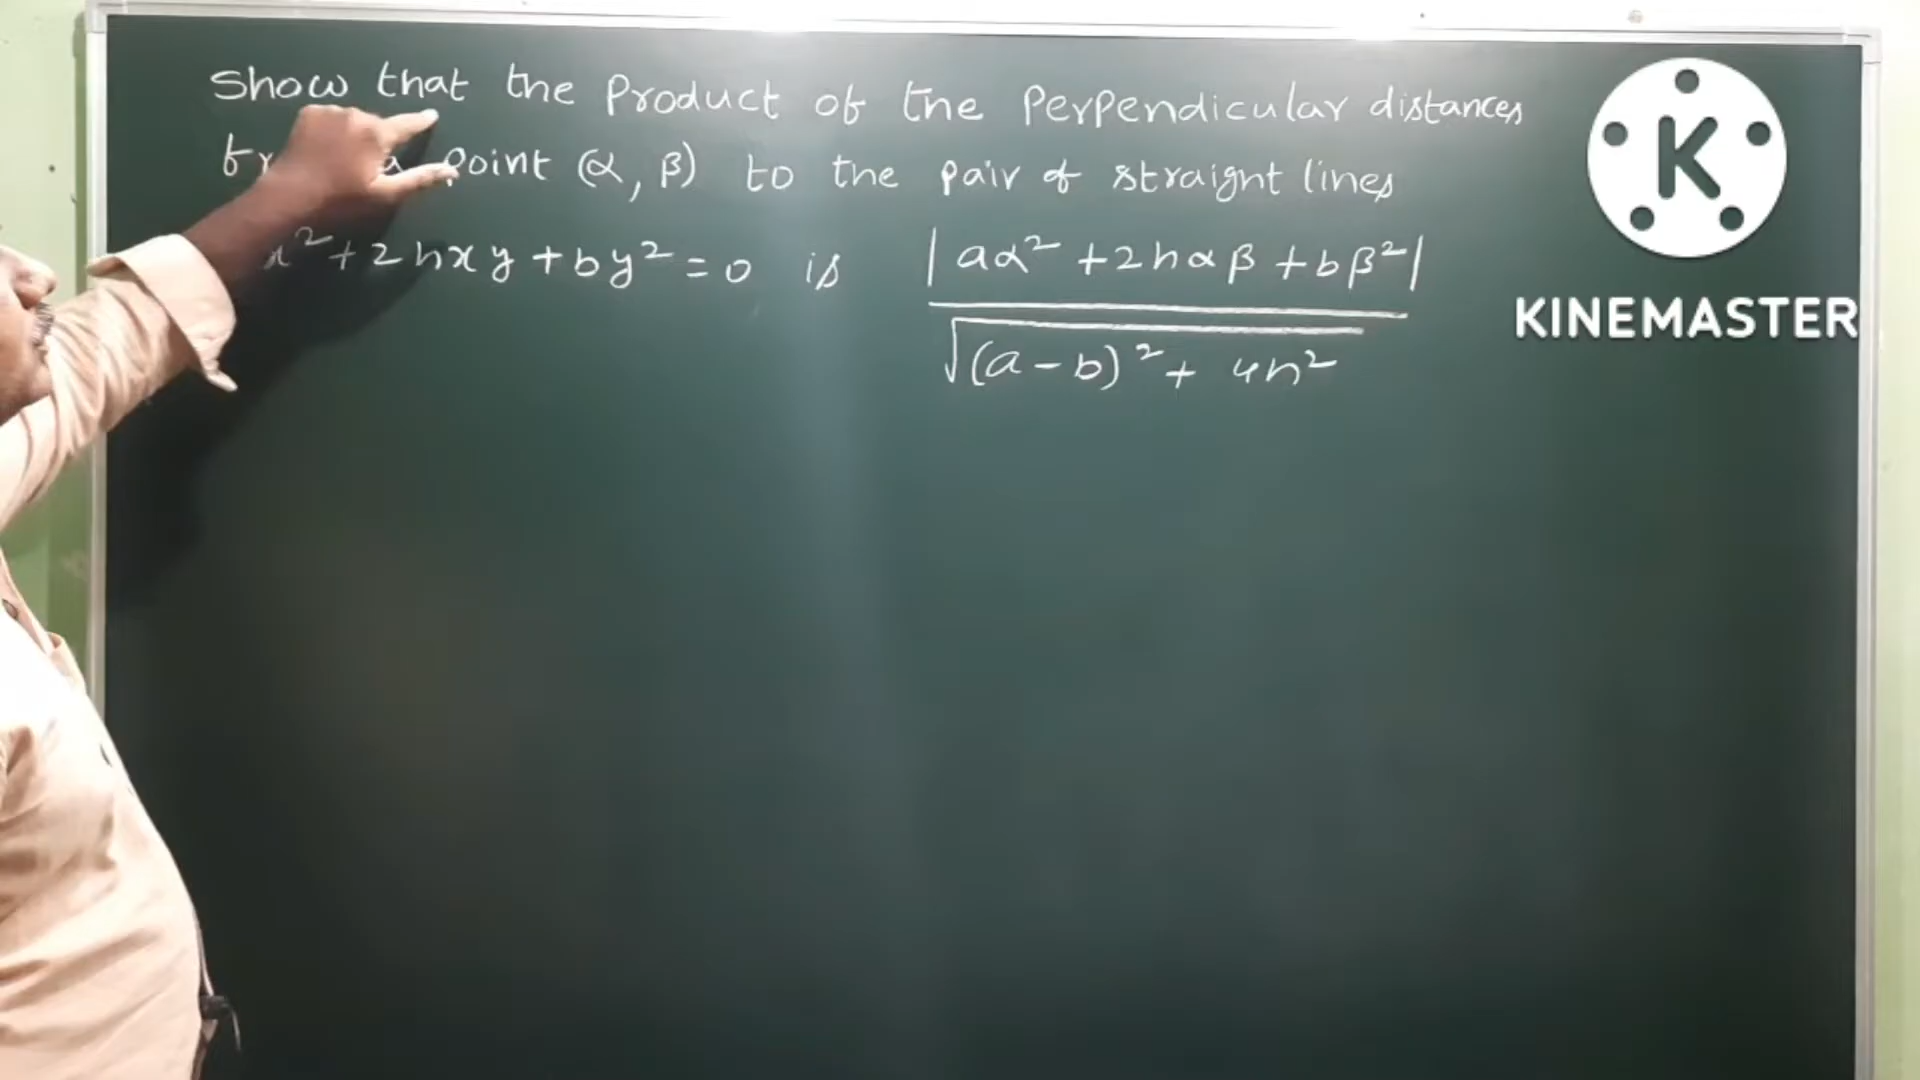 Show that the Product of the Perpendicular distances
point (α, β) to the pair of straight lines
x² + 2hxy + by² = 0 is |aα² + 2hαβ + bβ²|
√(a - b)² + 4h²
K
KINEMASTER